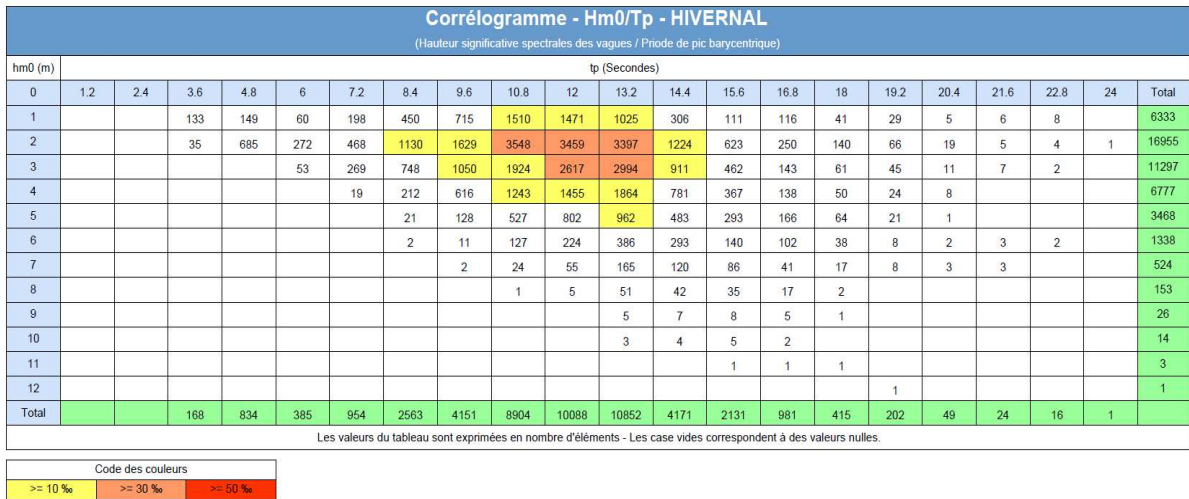 Corrélogramme - Hm0/Tp - HIVERNAL
(Hauteur significative spectrales des vagues / Priode de pic barycentrique)
hm0 (m) tp (Secondes)
0 1.2 2.4 3.6 4.8 6 7.2 8.4 9.6 10.8 12 13.2 14.4 15.6 16.8 18 19.2 20.4 21.6 22.8 24 Total
1 133 149 60 198 450 715 1510 1471 1025 306 111 116 41 29 5 6 8 6333
2 35 685 272 468 1130 1629 3548 3459 3397 1224 623 250 140 66 19 5 4 1 16955
3 53 269 748 1050 1924 2617 2994 911 462 143 61 45 11 7 2 11297
4 19 212 616 1243 1455 1864 781 367 138 50 24 8 6777
5 21 128 527 802 962 483 293 166 64 21 1 3468
6 2 11 127 224 386 293 140 102 38 8 2 3 2 1338
7 2 24 55 165 120 86 41 17 8 3 3 524
8 1 5 51 42 35 17 2 153
9 5 7 8 5 1 26
10 3 4 5 2 14
11 1 1 1 3
12 1 1
Total 168 834 385 954 2563 4151 8904 10088 10852 4171 2131 981 415 202 49 24 16 1
Les valeurs du tableau sont exprimées en nombre d'éléments - Les case vides correspondent à des valeurs nulles.
Code des couleurs
>= 10 ‰ >= 30 ‰ >= 50 ‰